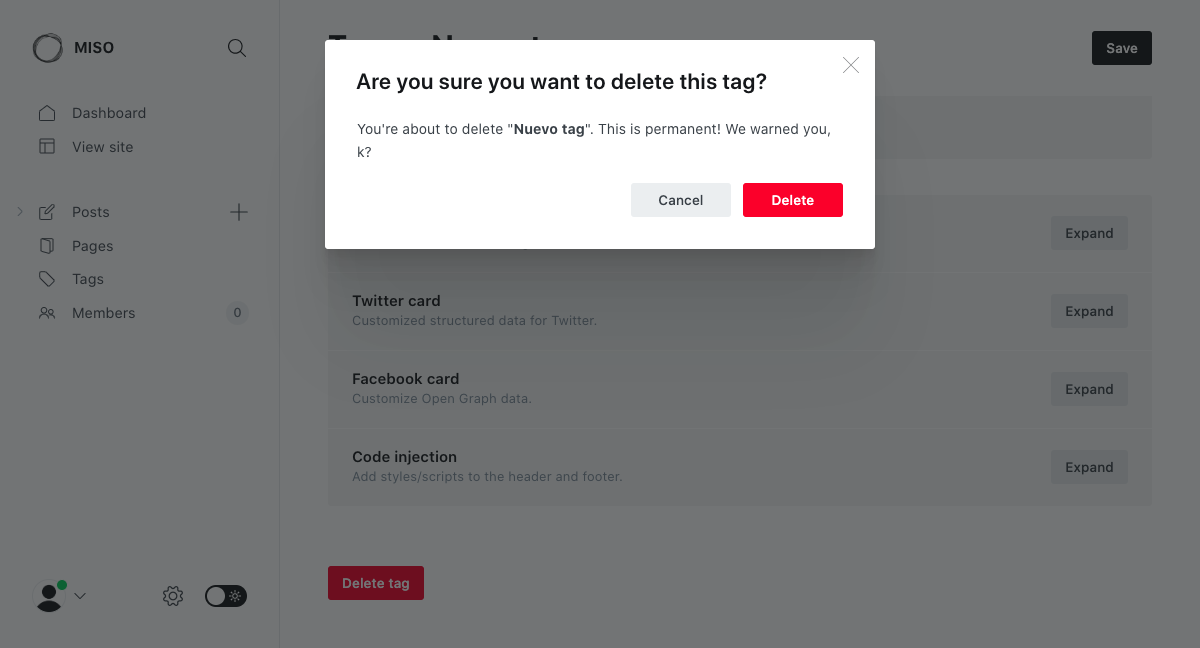 MISO
Save
Are you sure you want to delete this tag?
You're about to delete "Nuevo tag". This is permanent! We warned you,
k?
Cancel
Delete
Dashboard
View site
Posts
Pages
Tags
Members
0
Expand
Twitter card
Customized structured data for Twitter.
Expand
Facebook card
Customize Open Graph data.
Expand
Code injection
Add styles/scripts to the header and footer.
Expand
Delete tag